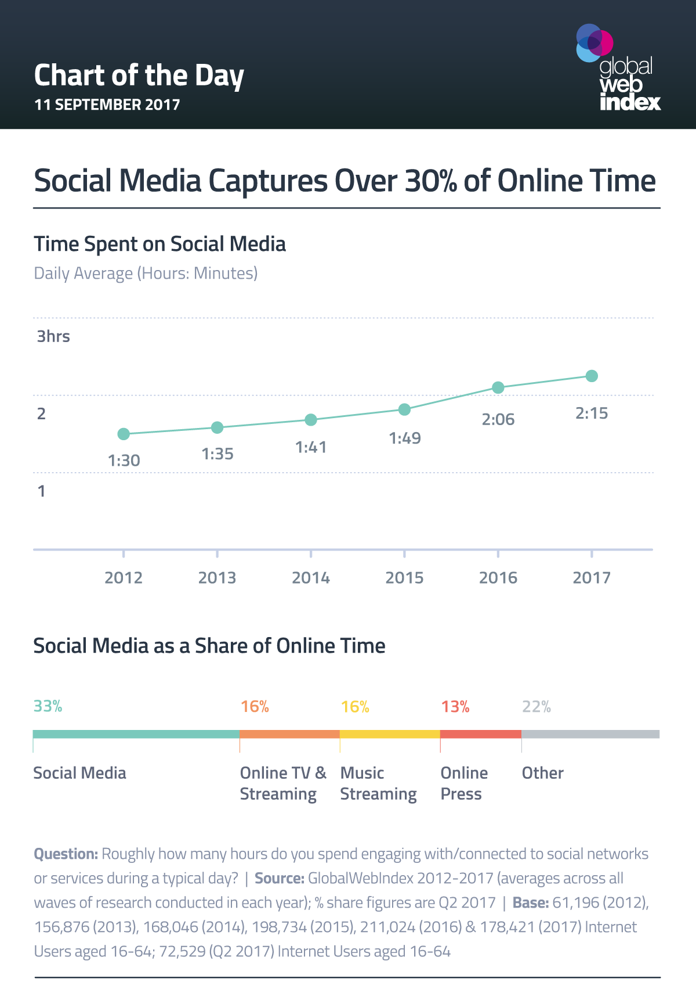 Chart of the Day
11 SEPTEMBER 2017
global
web
index
Social Media Captures Over 30% of Online Time
Time Spent on Social Media
Daily Average (Hours: Minutes)
3hrs
2
1
1:30
1:35
1:41
1:49
2:06
2:15
2012
2013
2014
2015
2016
2017
Social Media as a Share of Online Time
33%
16%
16%
13%
22%
Social Media
Online TV &
Streaming
Music
Streaming
Online
Press
Other
Question: Roughly how many hours do you spend engaging with/connected to social networks
or services during a typical day? | Source: GlobalWebIndex 2012-2017 (averages across all
waves of research conducted in each year); % share figures are Q2 2017 | Base: 61,196 (2012),
156,876 (2013), 168,046 (2014), 198,734 (2015), 211,024 (2016) & 178,421 (2017) Internet
Users aged 16-64; 72,529 (Q2 2017) Internet Users aged 16-64